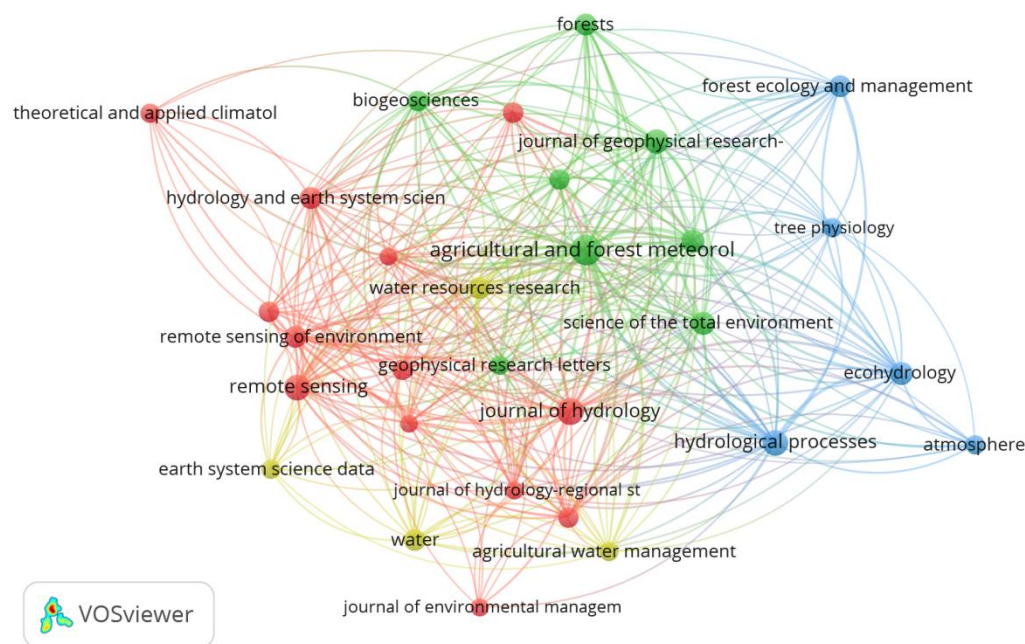 forests
forest ecology and management
biogeosciences
theoretical and applied climatol
journal of geophysical research-
hydrology and earth system scien
tree physiology
agricultural and forest meteorol
water resources research
science of the total environment
remote sensing of environment
geophysical research letters
ecohydrology
remote sensing
journal of hydrology
hydrological processes
atmosphere
earth system science data
journal of hydrology-regional st
water
agricultural water management
journal of environmental managem
VOSviewer